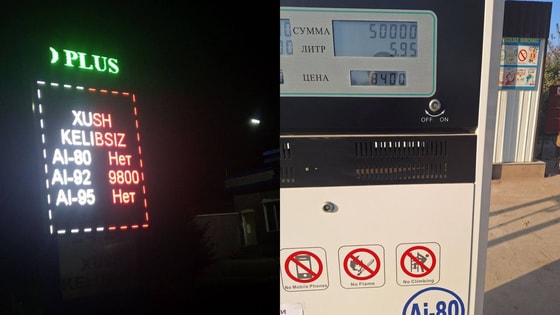 PLUS
XUSH
KELIBSIZ
AI-80 Нет
AI-92 9800
AI-95 Нет
СУММА 50000
ЛИТР 5.95
ЦЕНА 8400
OFF ON
No Mobile Phones
No Flame
No Climbing
Ai-80